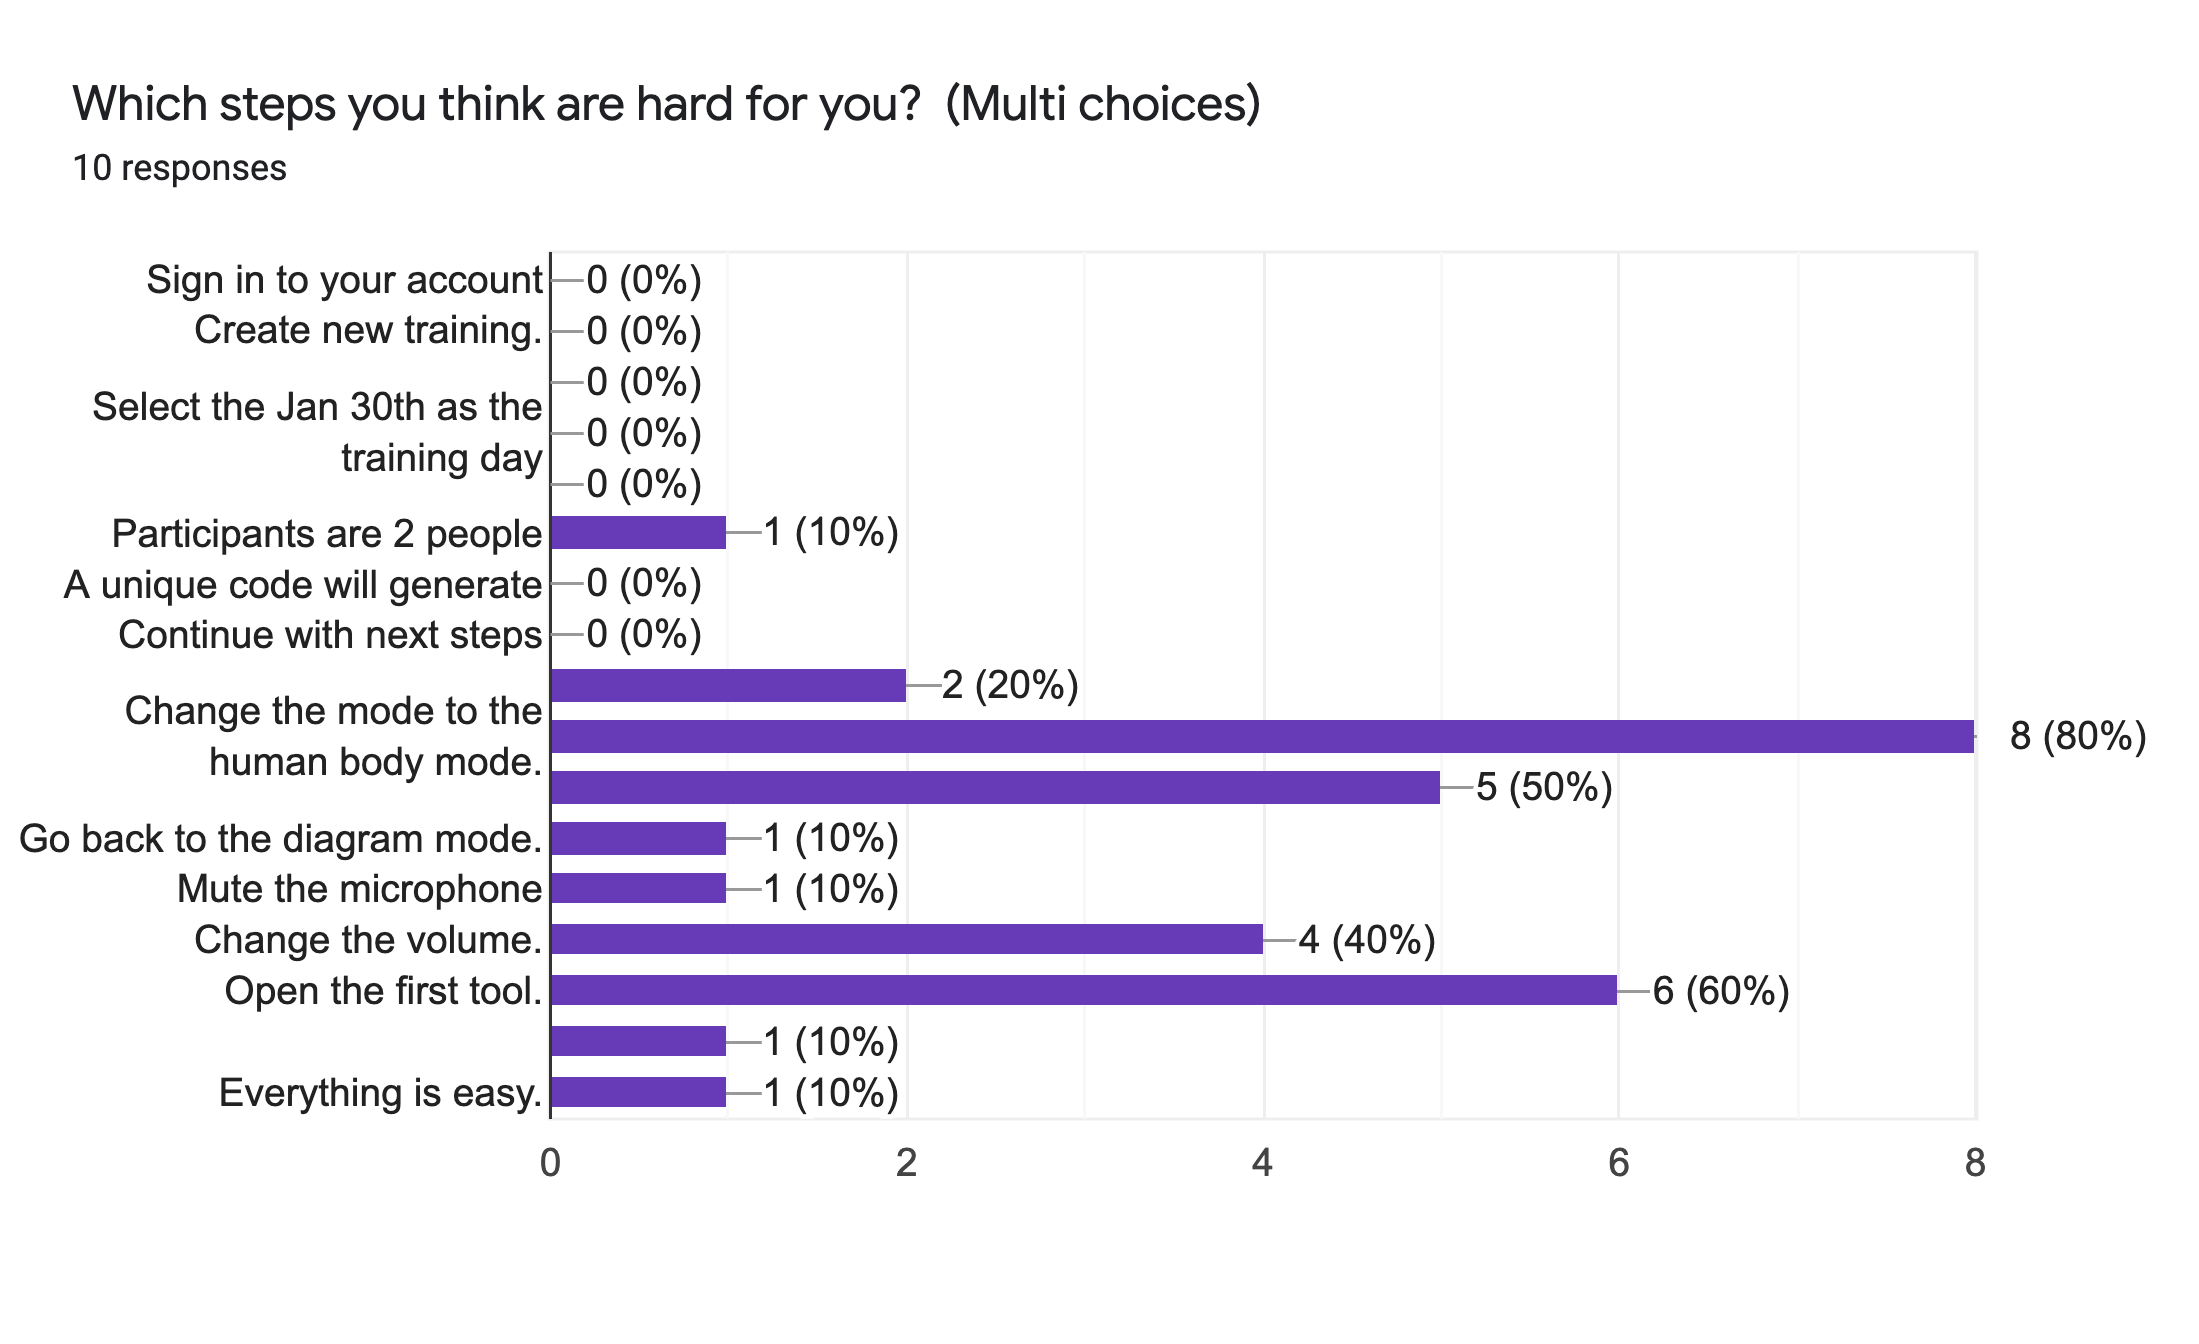 Which steps you think are hard for you?  (Multi choices)
10 responses
Sign in to your account
0 (0%)
Create new training.
0 (0%)
0 (0%)
Select the Jan 30th as the
training day
0 (0%)
0 (0%)
Participants are 2 people
1 (10%)
A unique code will generate
0 (0%)
Continue with next steps
0 (0%)
2 (20%)
Change the mode to the
human body mode.
8 (80%)
5 (50%)
Go back to the diagram mode.
1 (10%)
Mute the microphone
1 (10%)
Change the volume.
4 (40%)
Open the first tool.
6 (60%)
1 (10%)
Everything is easy.
1 (10%)
0
2
4
6
8